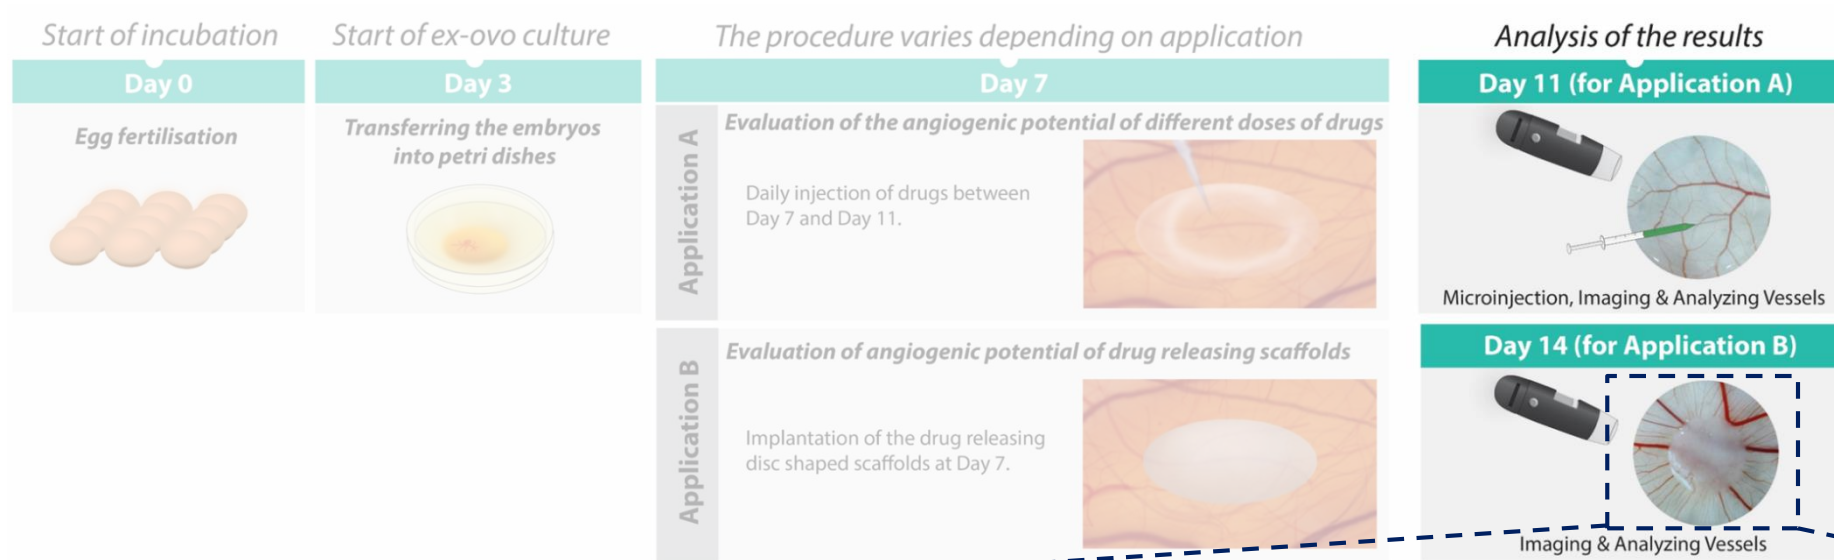 Start of incubation
Day 0
Egg fertilisation
Start of ex-ovo culture
Day 3
Transferring the embryos
into petri dishes
The procedure varies depending on application
Day 7
Application A
Evaluation of the angiogenic potential of different doses of drugs
Daily injection of drugs between
Day 7 and Day 11.
Application B
Evaluation of angiogenic potential of drug releasing scaffolds
Implantation of the drug releasing
disc shaped scaffolds at Day 7.
Analysis of the results
Day 11 (for Application A)
Microinjection, Imaging & Analyzing Vessels
Day 14 (for Application B)
Imaging & Analyzing Vessels